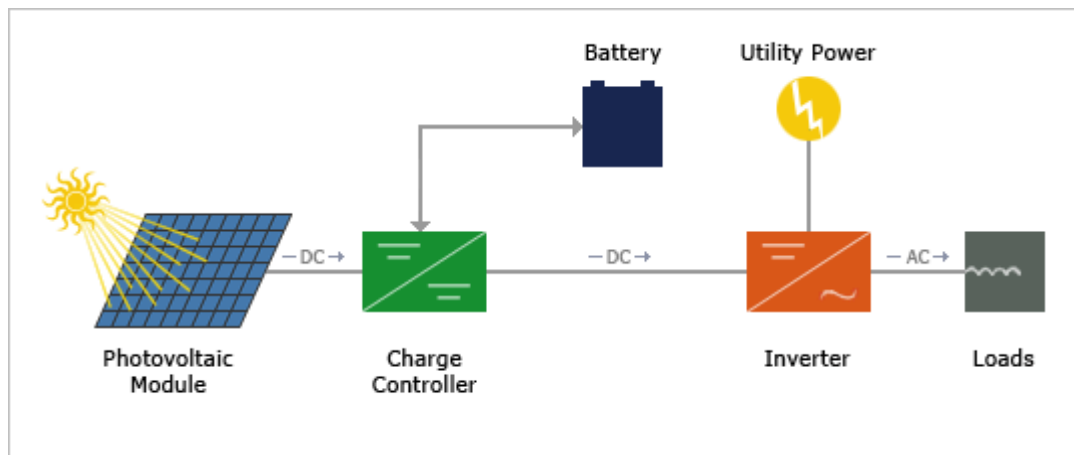 Battery
Utility Power
DC
DC
AC
Photovoltaic
Module
Charge
Controller
Inverter
Loads